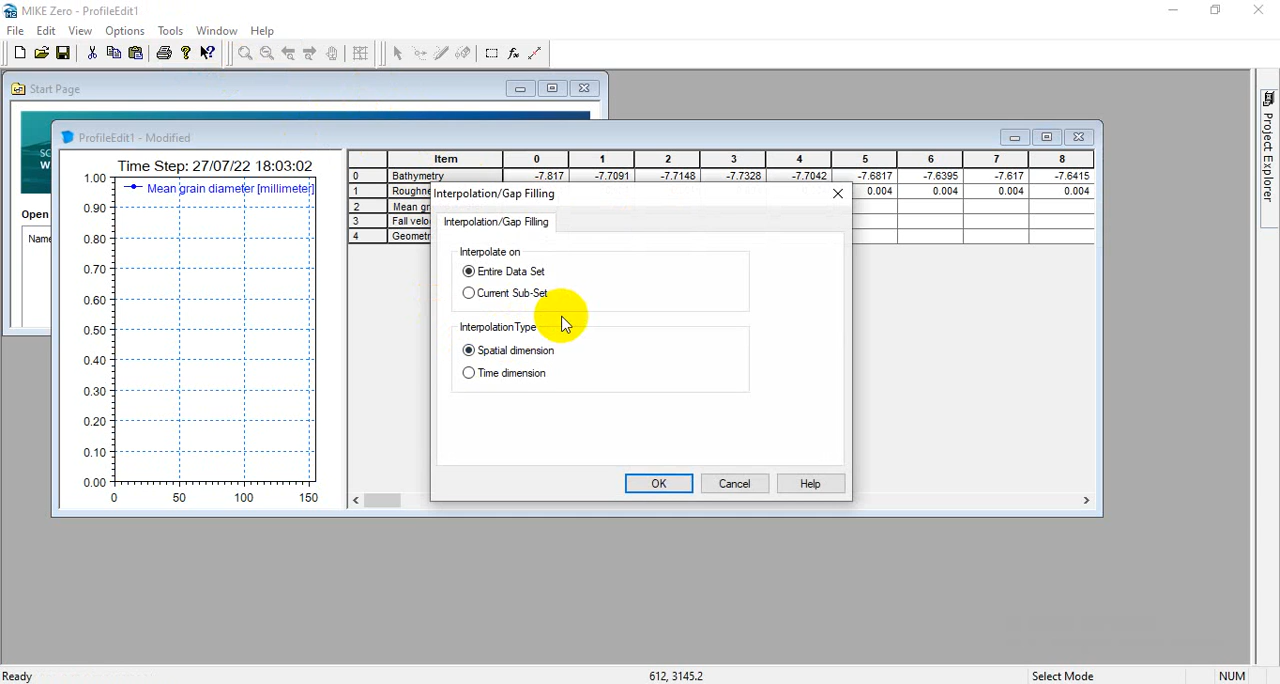 MIKE Zero - ProfileEdit1
File Edit View Options Tools Window Help
Start Page
Open
Name
ProfileEdit1 - Modified
Time Step: 27/07/22 18:03:02
Mean grain diameter [millimeter]
1.00
0.90
0.80
0.70
0.60
0.50
0.40
0.30
0.20
0.10
0.00
0 50 100 150
Item 0 1 2 3 4 5 6 7 8
0 Bathymetry -7.817 -7.7091 -7.7148 -7.7328 -7.7042 -7.6817 -7.6395 -7.617 -7.6415
1 Roughne 0.004 0.004 0.004 0.004
2 Mean gr
3 Fall velo
4 Geometr
Interpolation/Gap Filling
Interpolation/Gap Filling
Interpolate on
Entire Data Set
Current Sub-Set
Interpolation Type
Spatial dimension
Time dimension
OK Cancel Help
Project Explorer
Ready 612, 3145.2 Select Mode NUM